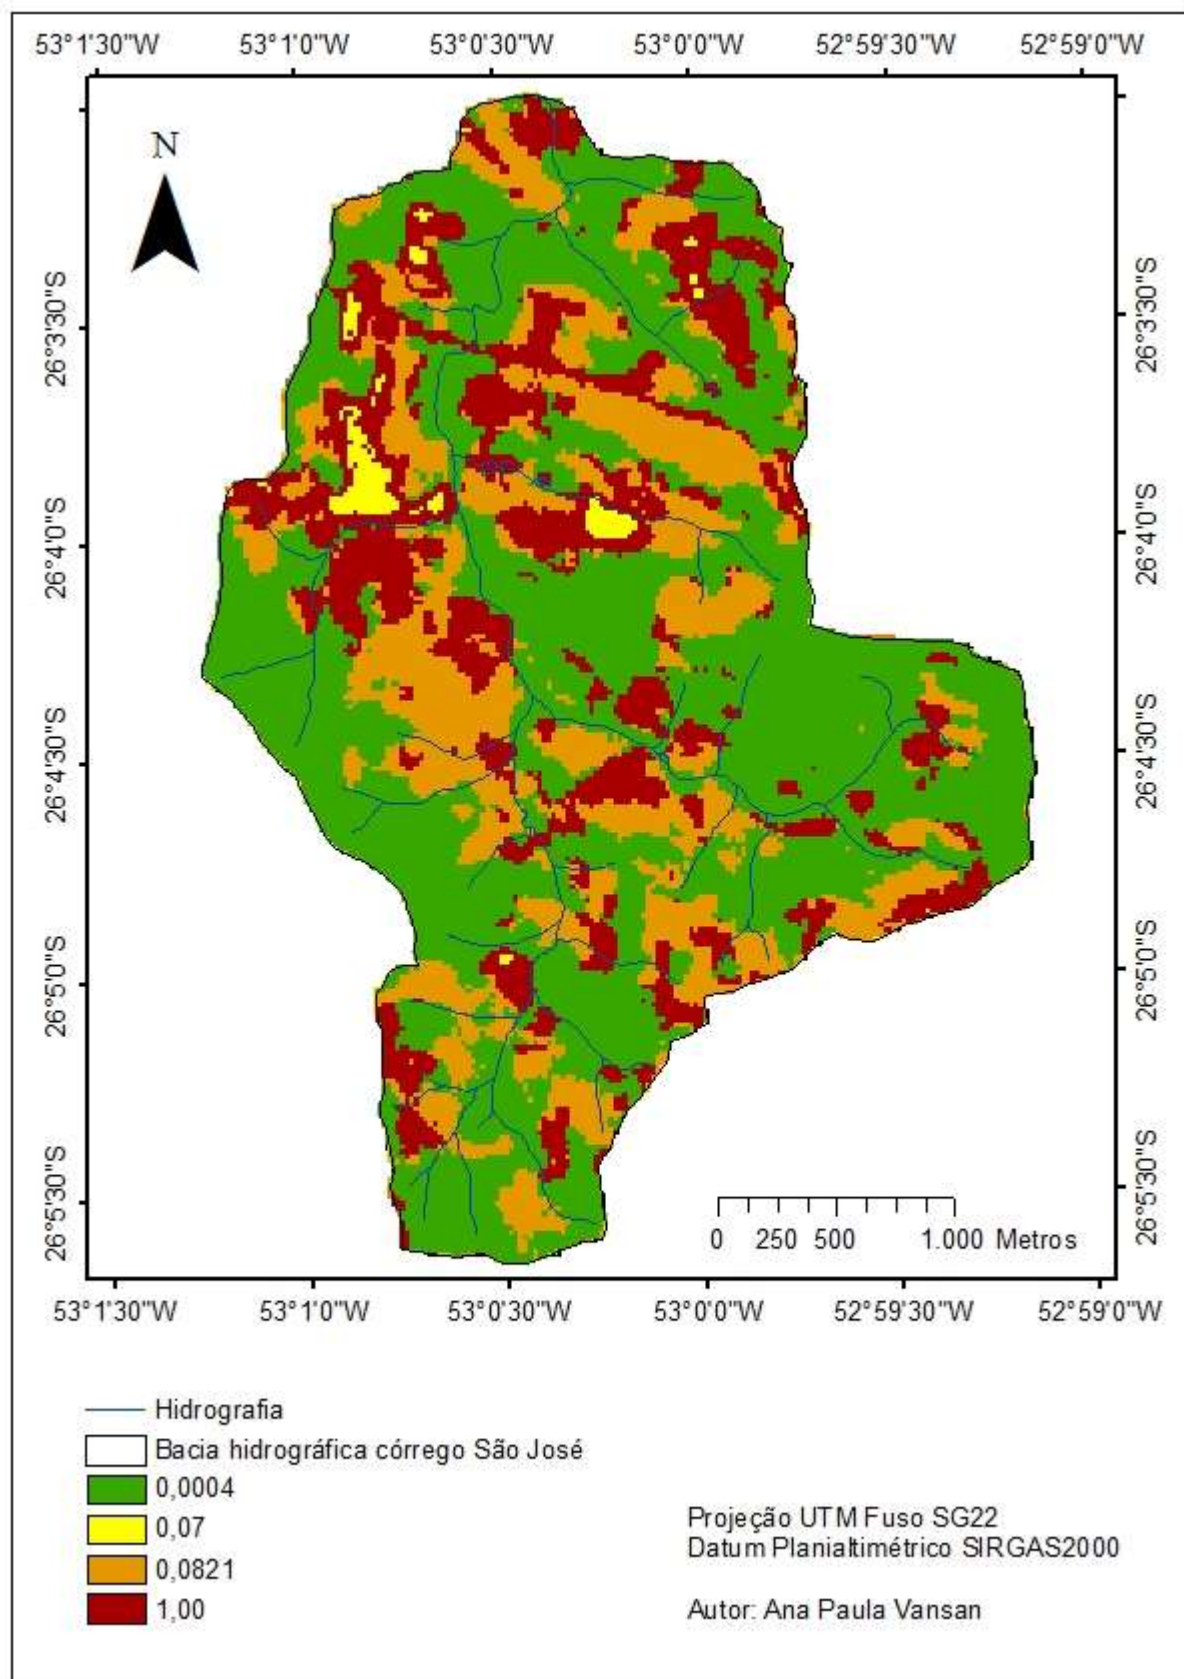 53°1'30"W 53°1'0"W 53°0'30"W 53°0'0"W 52°59'30"W 52°59'0"W
N
26°3'30"S 26°3'30"S
26°4'0"S 26°4'0"S
26°4'30"S 26°4'30"S
26°5'0"S 26°5'0"S
26°5'30"S 26°5'30"S
0 250 500 1.000 Metros
53°1'30"W 53°1'0"W 53°0'30"W 53°0'0"W 52°59'30"W 52°59'0"W
Hidrografia
Bacia hidrográfica córrego São José
0,0004
0,07
0,0821
1,00
Projeção UTM Fuso SG22
Datum Planialtimétrico SIRGAS2000
Autor: Ana Paula Vansan